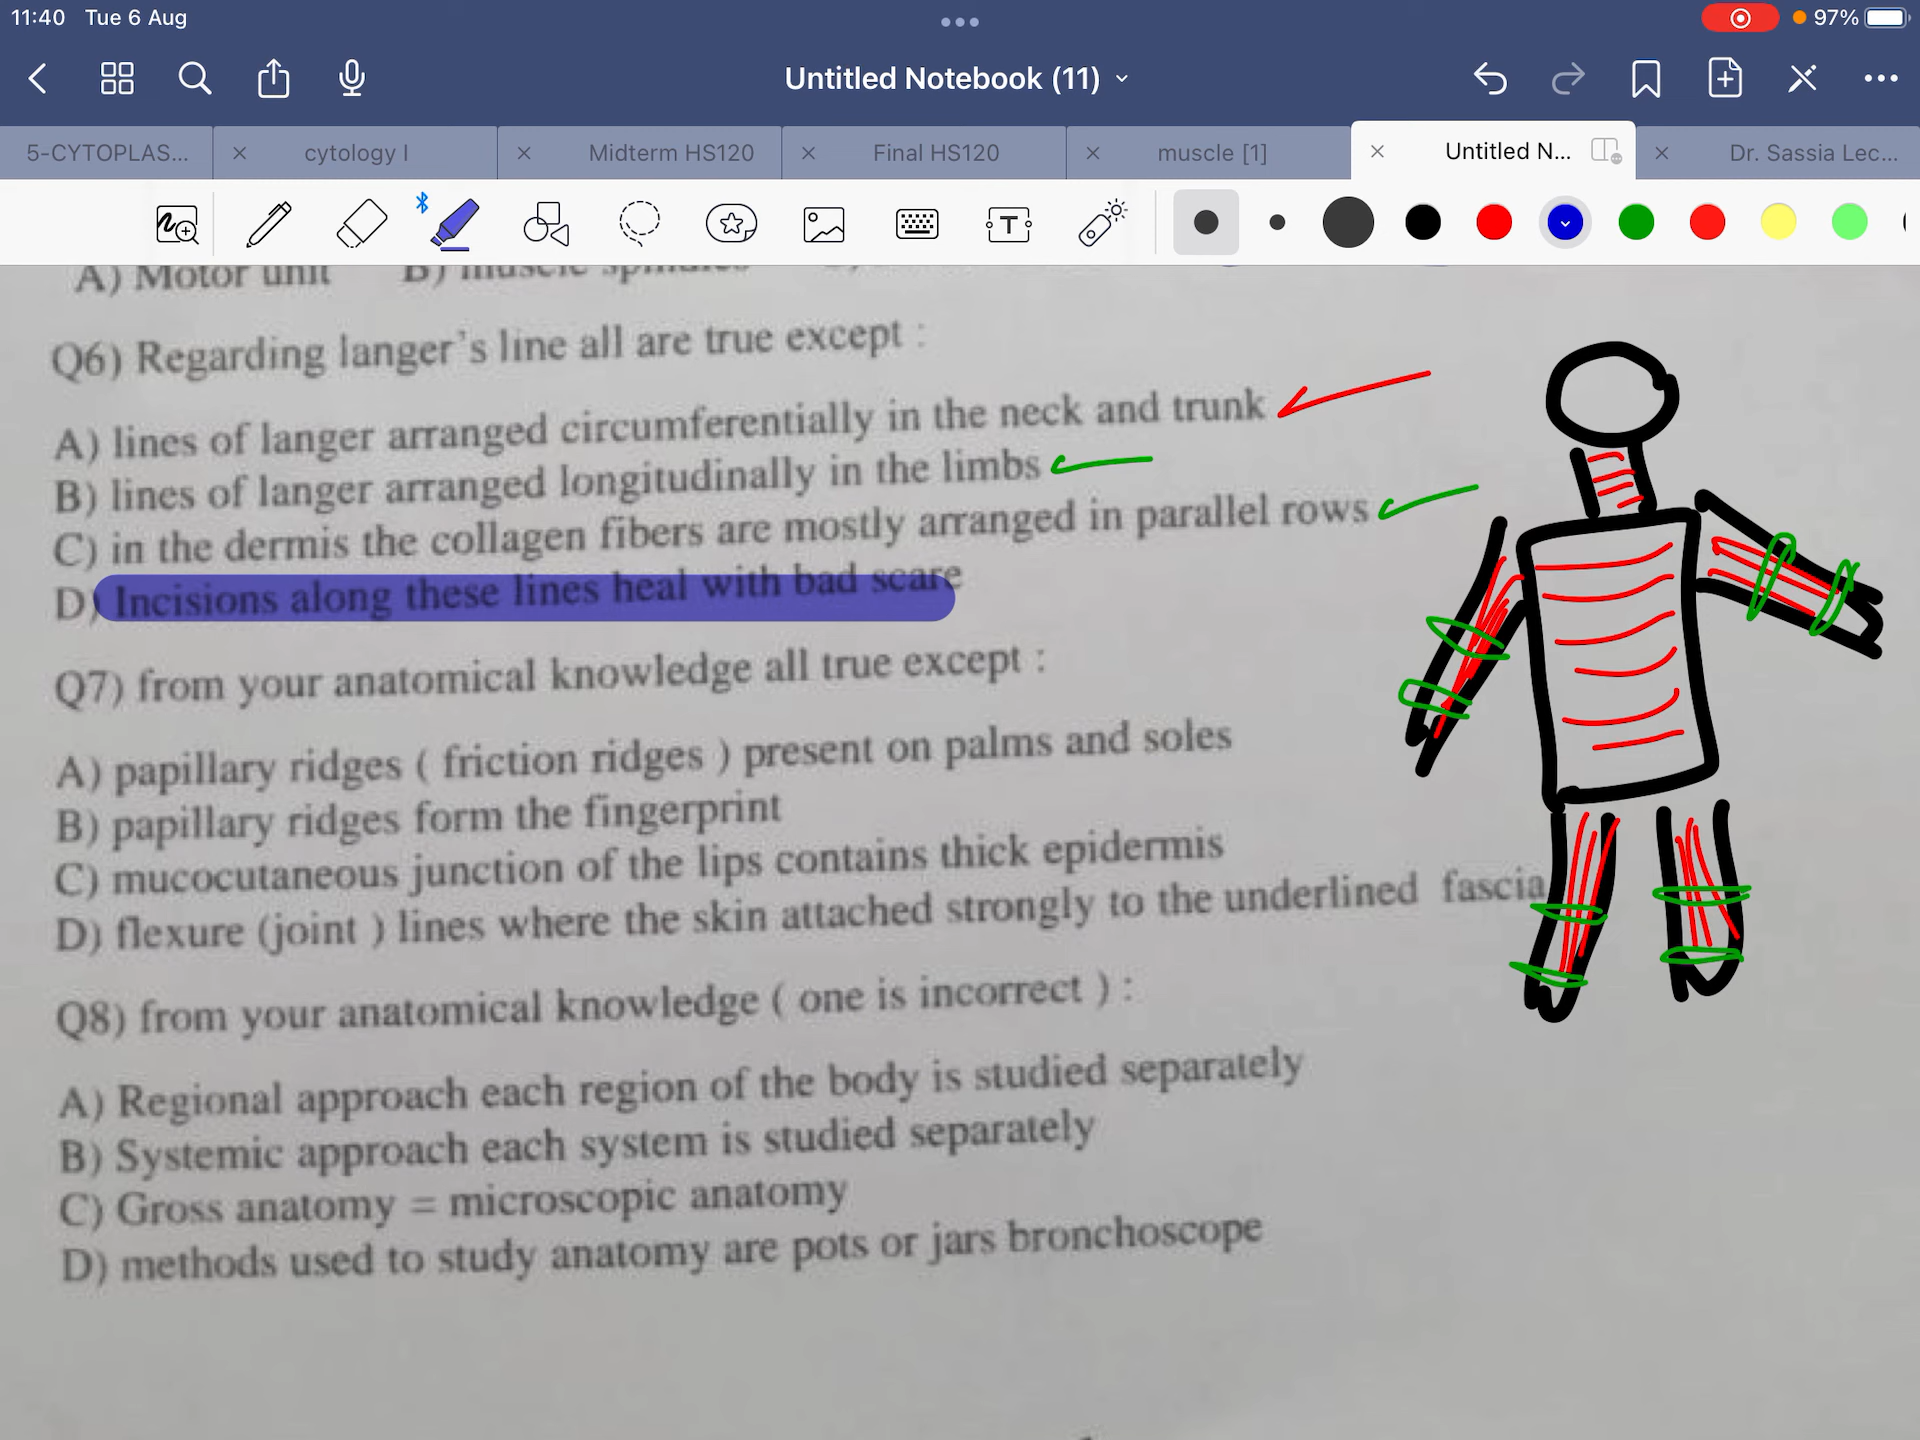 11:40 Tue 6 Aug
97%
Untitled Notebook (11)
5-CYTOPLAS...
cytology I
Midterm HS120
Final HS120
muscle [1]
Untitled N...
Dr. Sassia Lec...
T
A) Motor unit B) muscle spindles
Q6) Regarding langer's line all are true except :
A) lines of langer arranged circumferentially in the neck and trunk
B) lines of langer arranged longitudinally in the limbs
C) in the dermis the collagen fibers are mostly arranged in parallel rows
D) Incisions along these lines heal with bad scare
Q7) from your anatomical knowledge all true except :
A) papillary ridges ( friction ridges ) present on palms and soles
B) papillary ridges form the fingerprint
C) mucocutaneous junction of the lips contains thick epidermis
D) flexure (joint ) lines where the skin attached strongly to the underlined fascia
Q8) from your anatomical knowledge ( one is incorrect ) :
A) Regional approach each region of the body is studied separately
B) Systemic approach each system is studied separately
C) Gross anatomy = microscopic anatomy
D) methods used to study anatomy are pots or jars bronchoscope